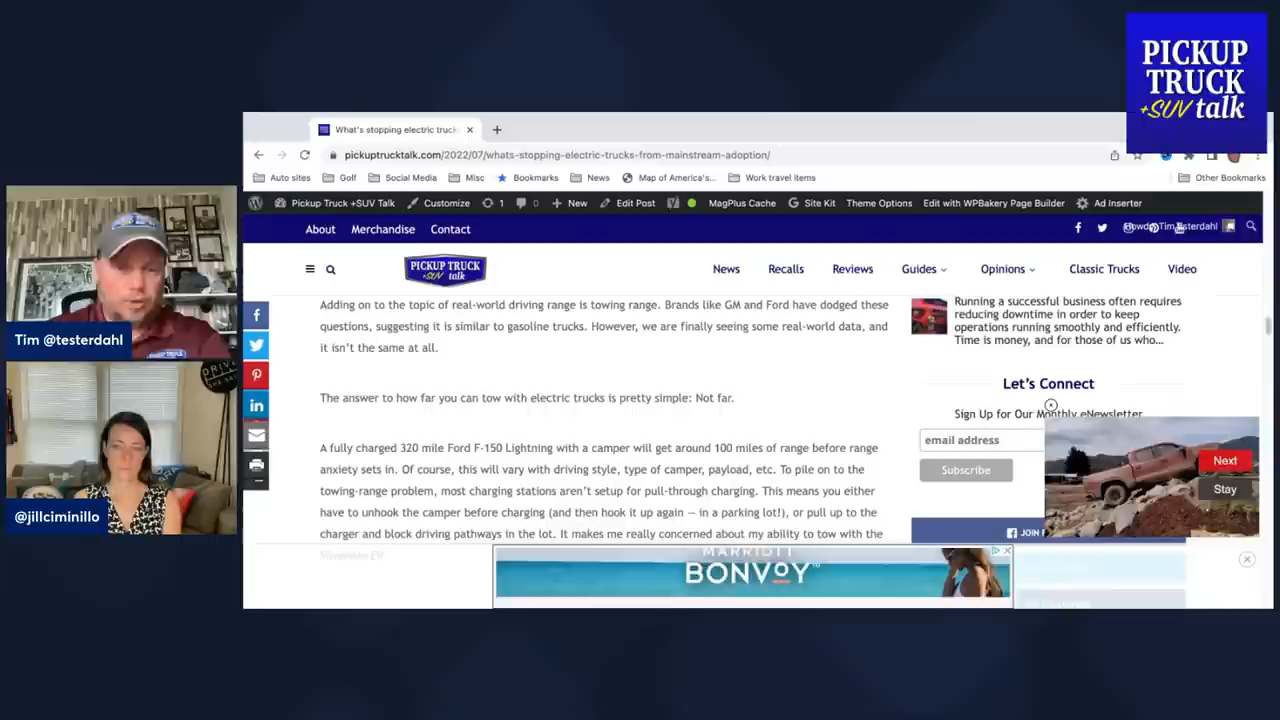 PICKUP
TRUCK
+SUV talk
What's stopping electric truck
pickuptrucktalk.com/2022/07/whats-stopping-electric-trucks-from-mainstream-adoption/
Auto sites
Golf
Social Media
Misc
Bookmarks
News
Map of America's...
Work travel items
Other Bookmarks
Pickup Truck +SUV Talk
Customize
1
0
New
Edit Post
MagPlus Cache
Site Kit
Theme Options
Edit with WPBakery Page Builder
Ad Inserter
About
Merchandise
Contact
Tim Testerdahl
PICKUP TRUCK
+SUV talk
News
Recalls
Reviews
Guides
Opinions
Classic Trucks
Video
Adding on to the topic of real-world driving range is towing range. Brands like GM and Ford have dodged these
questions, suggesting it is similar to gasoline trucks. However, we are finally seeing some real-world data, and
it isn't the same at all.
The answer to how far you can tow with electric trucks is pretty simple: Not far.
A fully charged 320 mile Ford F-150 Lightning with a camper will get around 100 miles of range before range
anxiety sets in. Of course, this will vary with driving style, type of camper, payload, etc. To pile on to the
towing-range problem, most charging stations aren't setup for pull-through charging. This means you either
have to unhook the camper before charging (and then hook it up again — in a parking lot!), or pull up to the
charger and block driving pathways in the lot. It makes me really concerned about my ability to tow with the
Silverado EV.
Running a successful business often requires
reducing downtime in order to keep
operations running smoothly and efficiently.
Time is money, and for those of us who...
Let's Connect
Sign Up for Our Monthly eNewsletter
email address
Subscribe
Next
Stay
JOIN
MARRIOTT
BONVOY
Tim @testerdahl
DRIVE
@jillciminillo